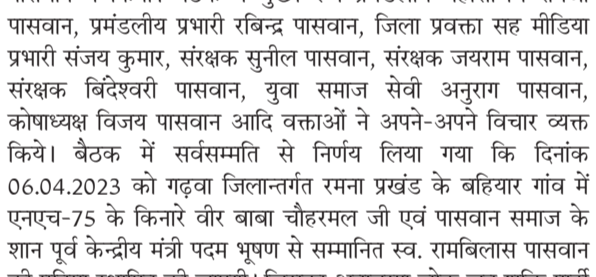 पासवान, प्रमंडलीय प्रभारी रबिन्द्र पासवान, जिला प्रवक्ता सह मीडिया
प्रभारी संजय कुमार, संरक्षक सुनील पासवान, संरक्षक जयराम पासवान,
संरक्षक बिंदेश्वरी पासवान, युवा समाज सेवी अनुराग पासवान,
कोषाध्यक्ष विजय पासवान आदि वक्ताओं ने अपने-अपने विचार व्यक्त
किये। बैठक में सर्वसम्मति से निर्णय लिया गया कि दिनांक
06.04.2023 को गढ़वा जिलान्तर्गत रमना प्रखंड के बहियार गांव में
एनएच-75 के किनारे वीर बाबा चौहरमल जी एवं पासवान समाज के
शान पूर्व केन्द्रीय मंत्री पदम भूषण से सम्मानित स्व. रामबिलास पासवान